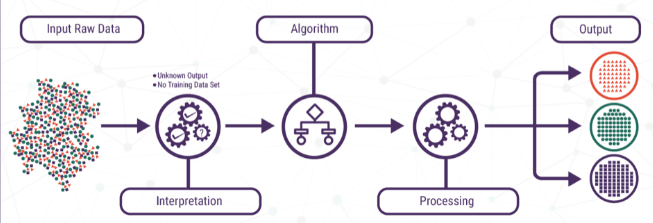 Input Raw Data
Algorithm
Output
• Unknown Output
• No Training Data Set
?
Interpretation
Processing